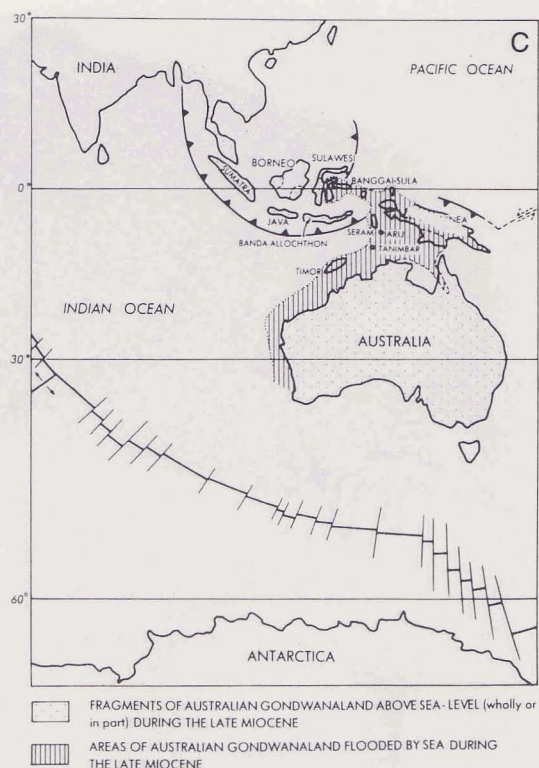 30°
C
INDIA
PACIFIC OCEAN
BORNEO
SULAWESI
SUMATRA
BANGGAI-SULA
0°
JAVA
NEA
SERAM
ARU
BANDA ALLOCHTHON
TANIMBAR
TIMOR
INDIAN OCEAN
AUSTRALIA
30°
60°
ANTARCTICA
FRAGMENTS OF AUSTRALIAN GONDWANALAND ABOVE SEA-LEVEL (wholly or
in part) DURING THE LATE MIOCENE
AREAS OF AUSTRALIAN GONDWANALAND FLOODED BY SEA DURING
THE LATE MIOCENE